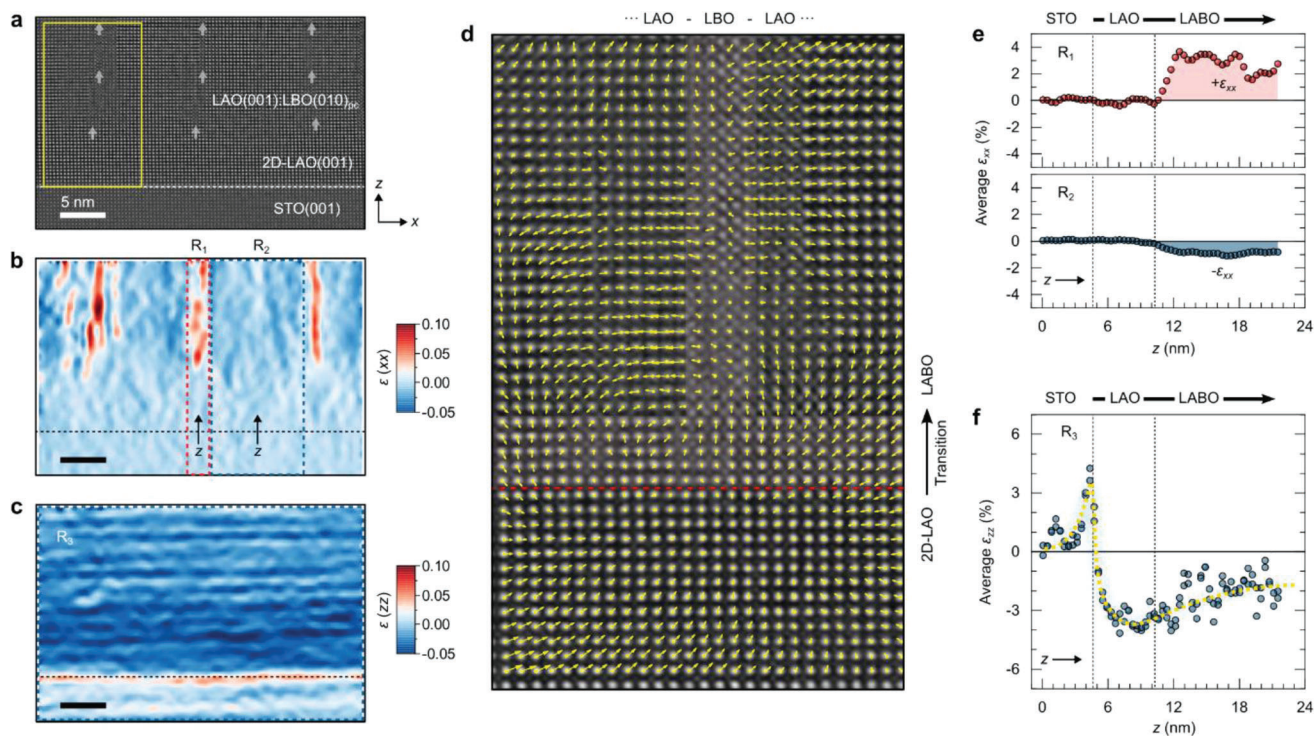 a
LAO(001):LBO(010)pc
2D-LAO(001)
5 nm
STO(001)
z
x
b
R1
R2
z
z
0.10
0.05
0.00
-0.05
ε (xx)
c
R3
0.10
0.05
0.00
-0.05
ε (zz)
d
··· LAO - LBO - LAO ···
2D-LAO
Transition
LABO
e
STO LAO LABO
R1
4
2
0
-2
-4
+εxx
R2
4
2
0
-2
-4
-εxx
z
Average εxx (%)
0 6 12 18 24
z (nm)
f
STO LAO LABO
R3
6
3
0
-3
-6
z
Average εzz (%)
0 6 12 18 24
z (nm)